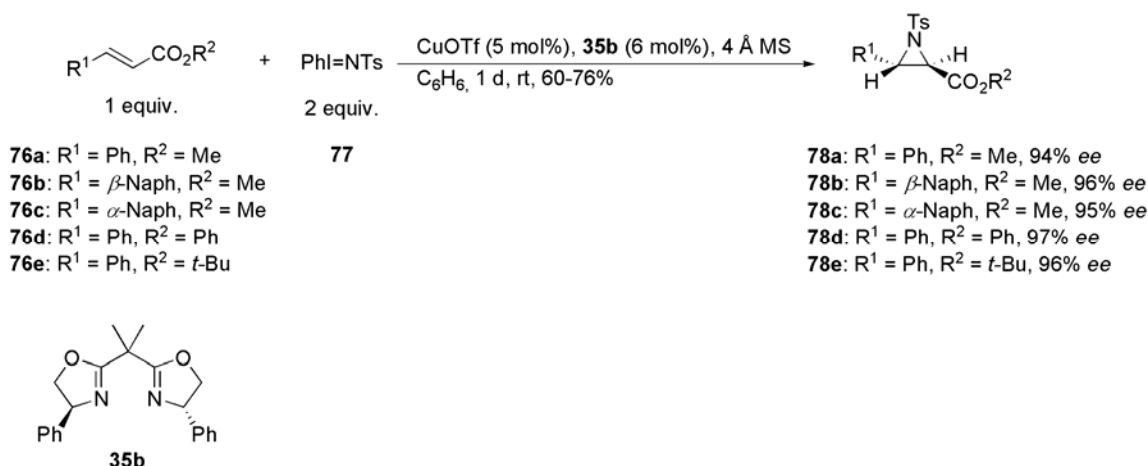 R¹ CO₂R² + PhI=NTs CuOTf (5 mol%), 35b (6 mol%), 4 Å MS
C₆H₆, 1 d, rt, 60-76%
Ts
N
R¹ H
H CO₂R²
1 equiv. 2 equiv.
77
76a: R¹ = Ph, R² = Me
76b: R¹ = β-Naph, R² = Me
76c: R¹ = α-Naph, R² = Me
76d: R¹ = Ph, R² = Ph
76e: R¹ = Ph, R² = t-Bu
78a: R¹ = Ph, R² = Me, 94% ee
78b: R¹ = β-Naph, R² = Me, 96% ee
78c: R¹ = α-Naph, R² = Me, 95% ee
78d: R¹ = Ph, R² = Ph, 97% ee
78e: R¹ = Ph, R² = t-Bu, 96% ee
O O
N N
Ph Ph
35b